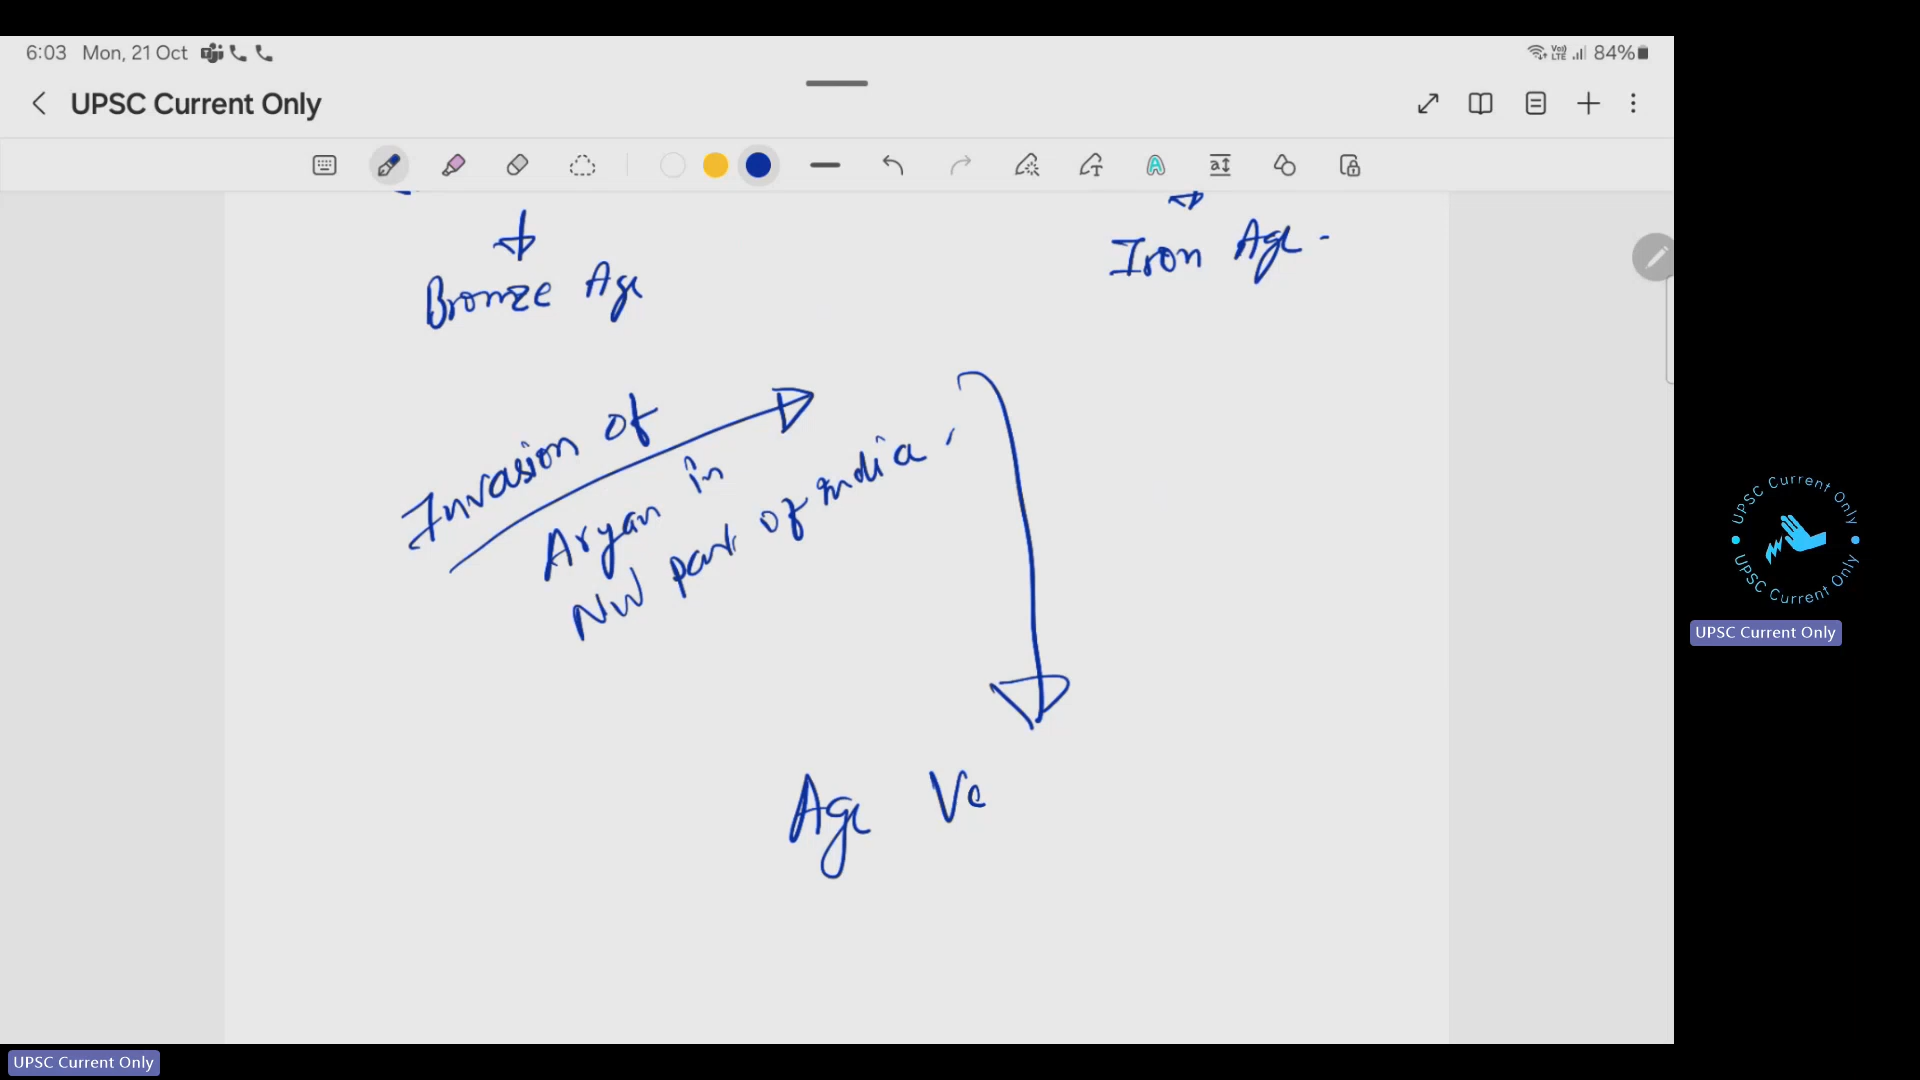 6:03 Mon, 21 Oct
84%
UPSC Current Only
Iron Age -
Bronze Age
Invasion of
Aryan in
NW part of India .
Age Ve
UPSC Current Only
UPSC Current Only
UPSC Current Only
UPSC Current Only